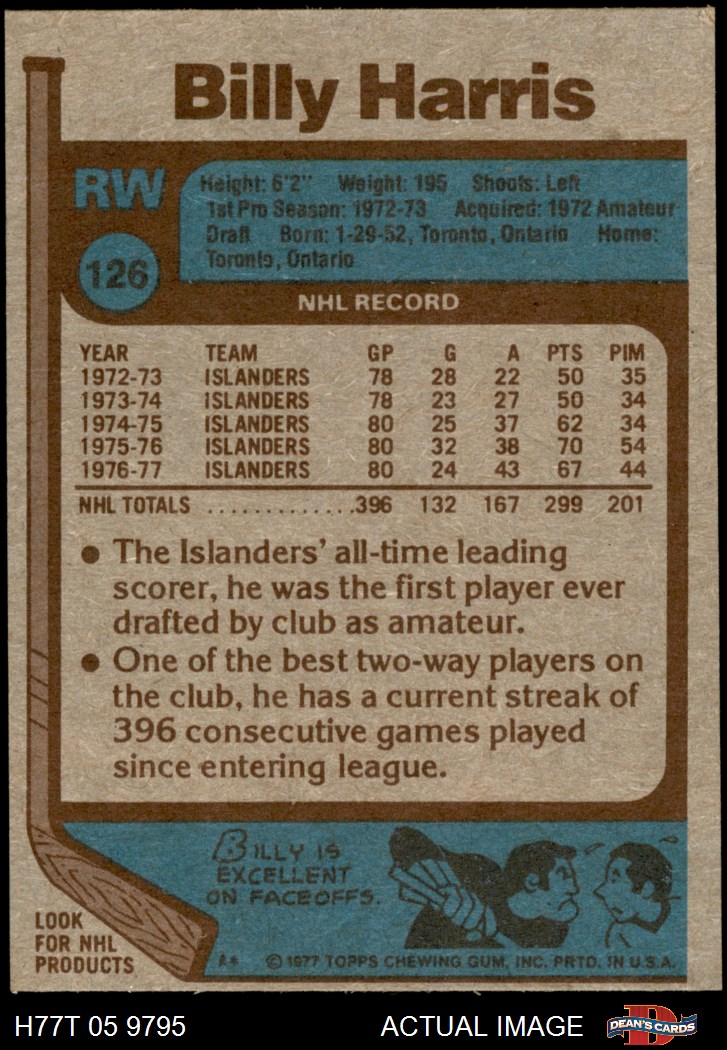 Billy Harris
RW
Height: 6'2" Weight: 195 Shoots: Left
1st Pro Season: 1972-73 Acquired: 1972 Amateur
Draft Born: 1-29-52, Toronto, Ontario Home:
Toronto, Ontario
126
NHL RECORD
YEAR TEAM GP G A PTS PIM
1972-73 ISLANDERS 78 28 22 50 35
1973-74 ISLANDERS 78 23 27 50 34
1974-75 ISLANDERS 80 25 37 62 34
1975-76 ISLANDERS 80 32 38 70 54
1976-77 ISLANDERS 80 24 43 67 44
NHL TOTALS .............396 132 167 299 201
• The Islanders' all-time leading
scorer, he was the first player ever
drafted by club as amateur.
• One of the best two-way players on
the club, he has a current streak of
396 consecutive games played
since entering league.
BILLY IS
EXCELLENT
ON FACEOFFS.
LOOK
FOR NHL
PRODUCTS
A* © 1977 TOPPS CHEWING GUM, INC. PRTD. IN U.S.A.
H77T 05 9795 ACTUAL IMAGE
D
DEAN'S CARDS